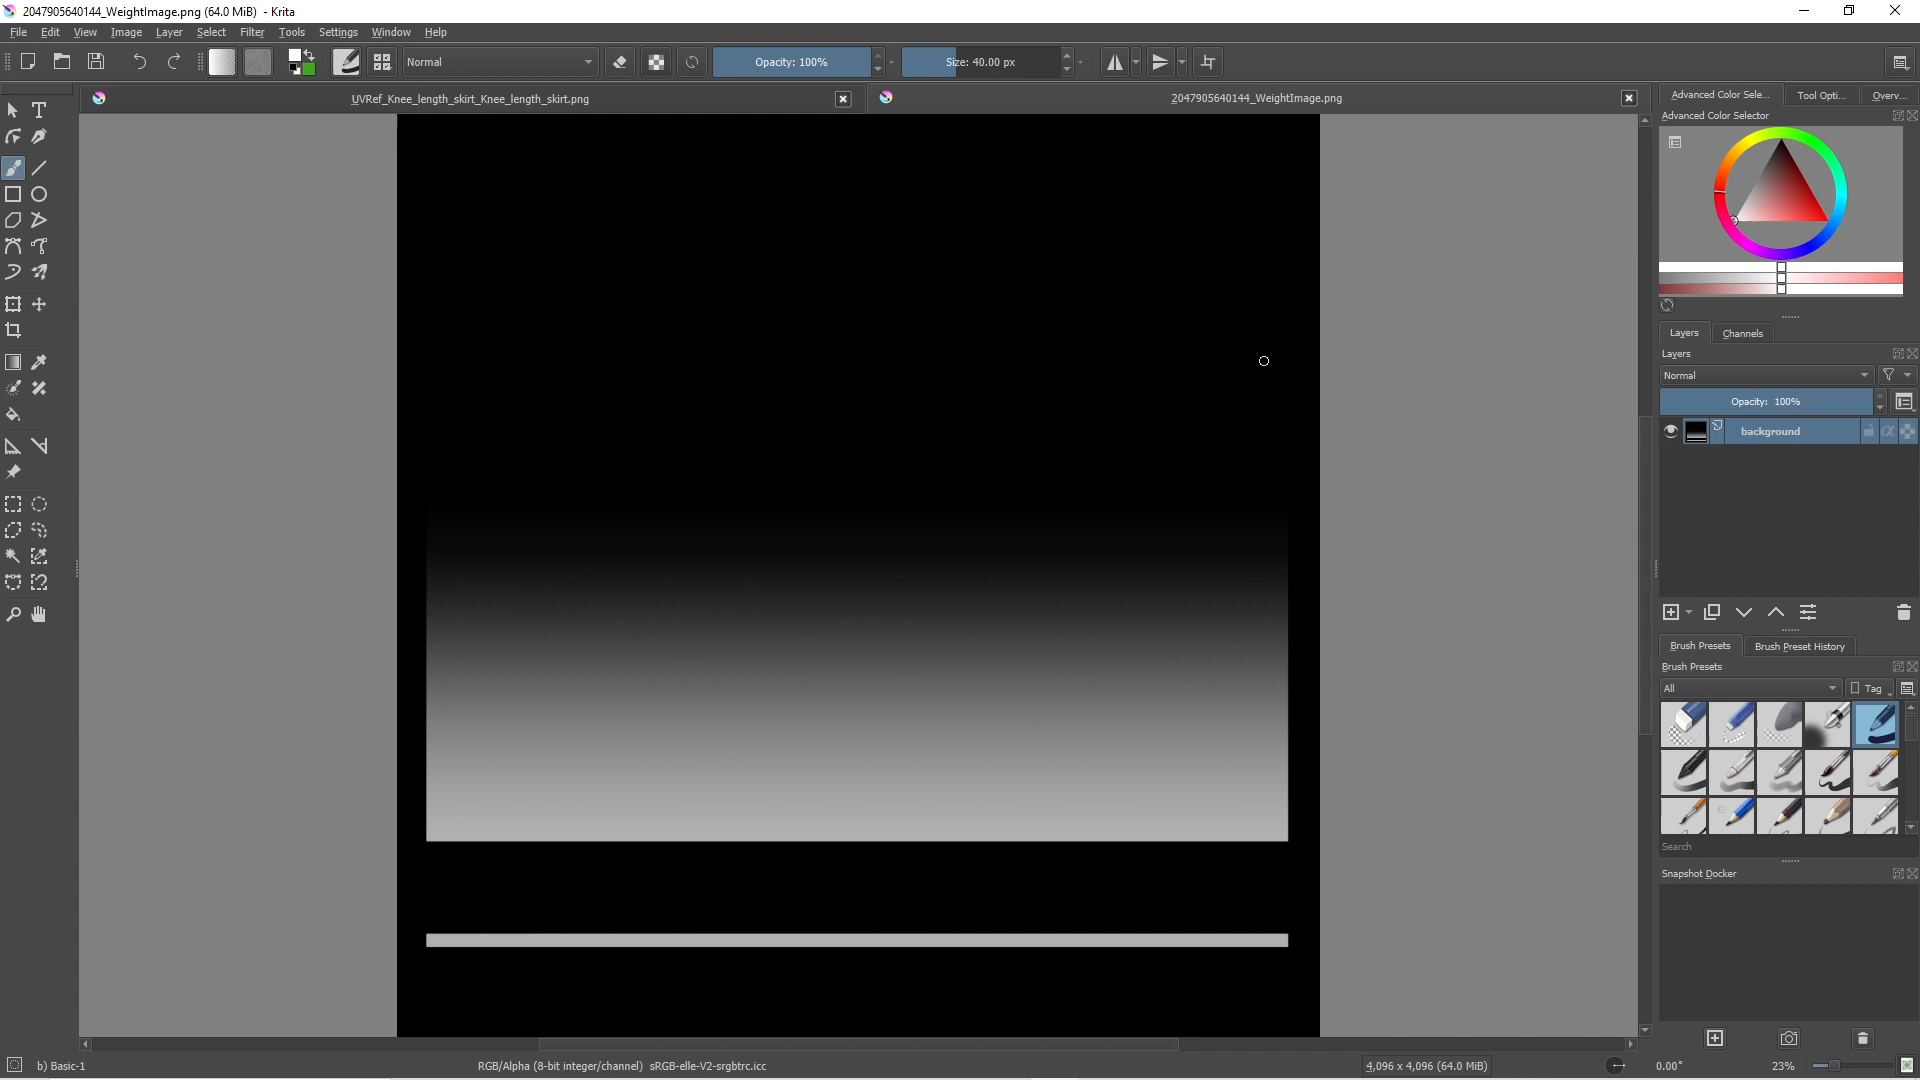 2047905640144_WeightImage.png (64.0 MiB)  - Krita
File Edit View Image Layer Select Filter Tools Settings Window Help
Normal Opacity: 100% Size: 40.00 px
UVRef_Knee_length_skirt_Knee_length_skirt.png 2047905640144_WeightImage.png
Advanced Color Sele... Tool Opti... Overv...
Advanced Color Selector
Layers Channels
Layers
Normal
Opacity: 100%
background
Brush Presets Brush Preset History
Brush Presets
All Tag
Search
Snapshot Docker
b) Basic-1 RGB/Alpha (8-bit integer/channel) sRGB-elle-V2-srgbtrc.icc 4,096 x 4,096 (64.0 MiB) 0.00° 23%